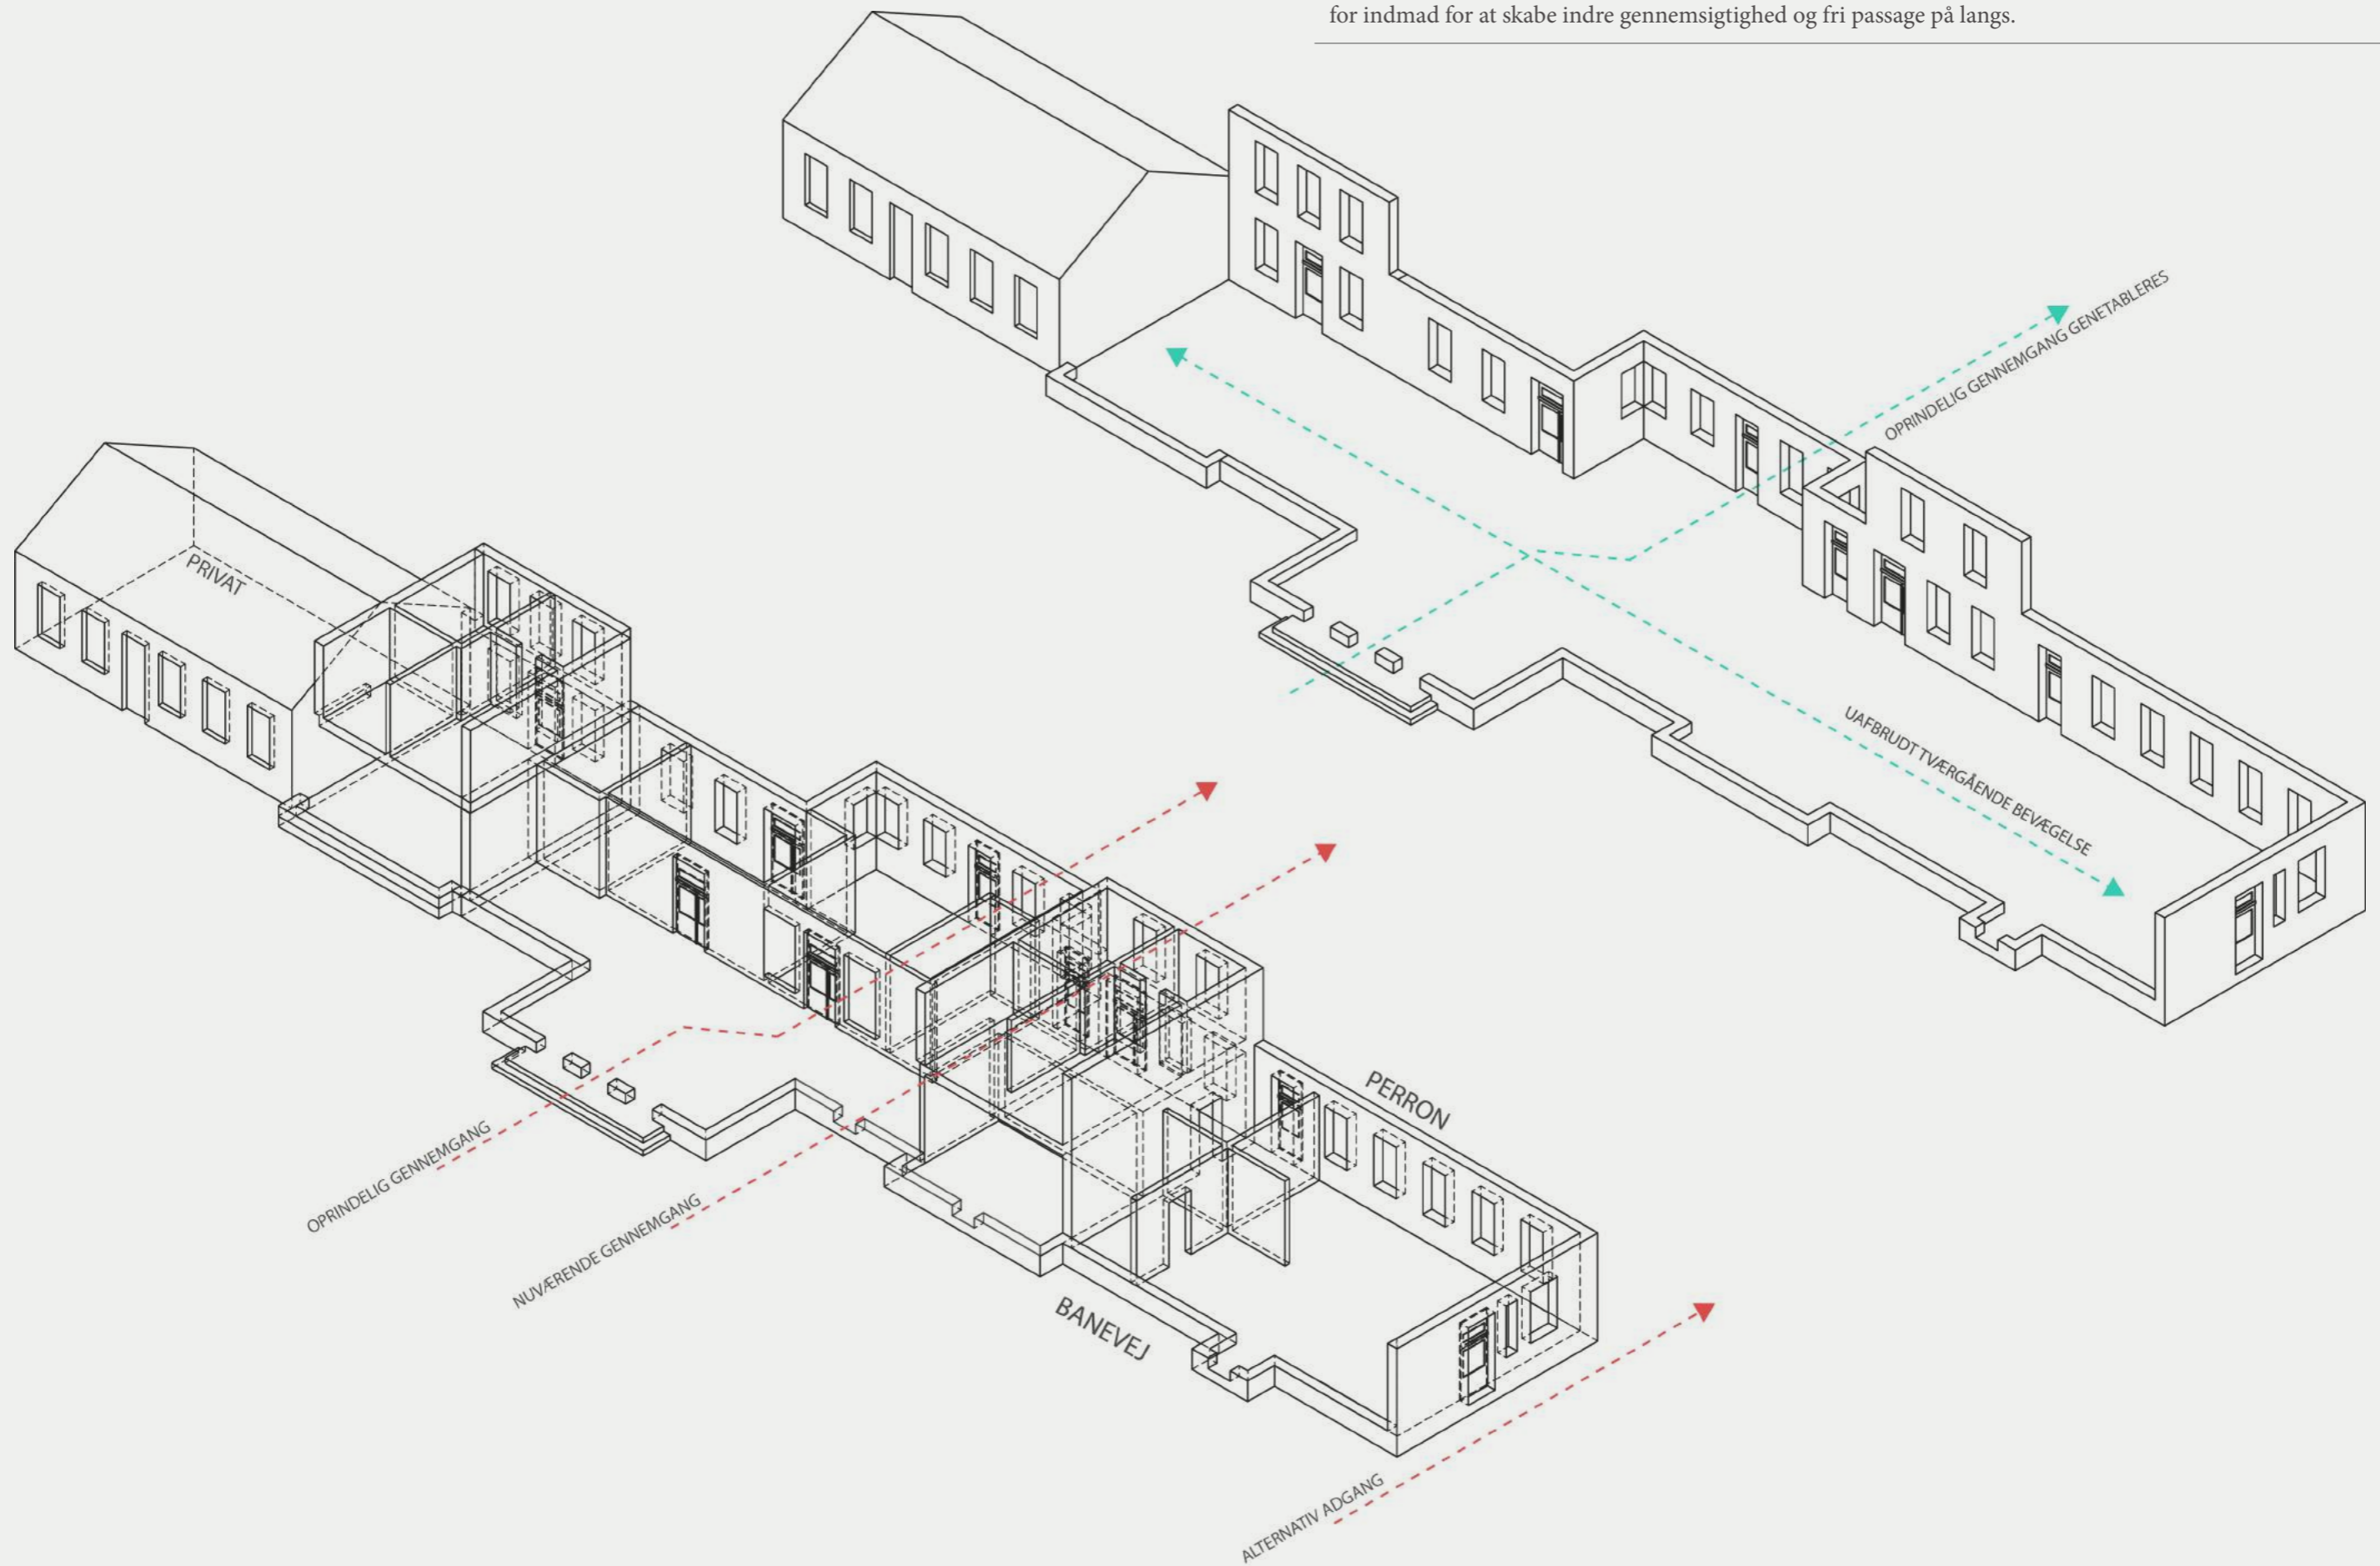 for indmad for at skabe indre gennemsigtighed og fri passage på langs.
OPRINDELIG GENNEMGANG GENETABLERES
UAFBRUDT TVÆRGÅENDE BEVÆGELSE
PRIVAT
PERRON
OPRINDELIG GENNEMGANG
NUVÆRENDE GENNEMGANG
BANEVEJ
ALTERNATIV ADGANG